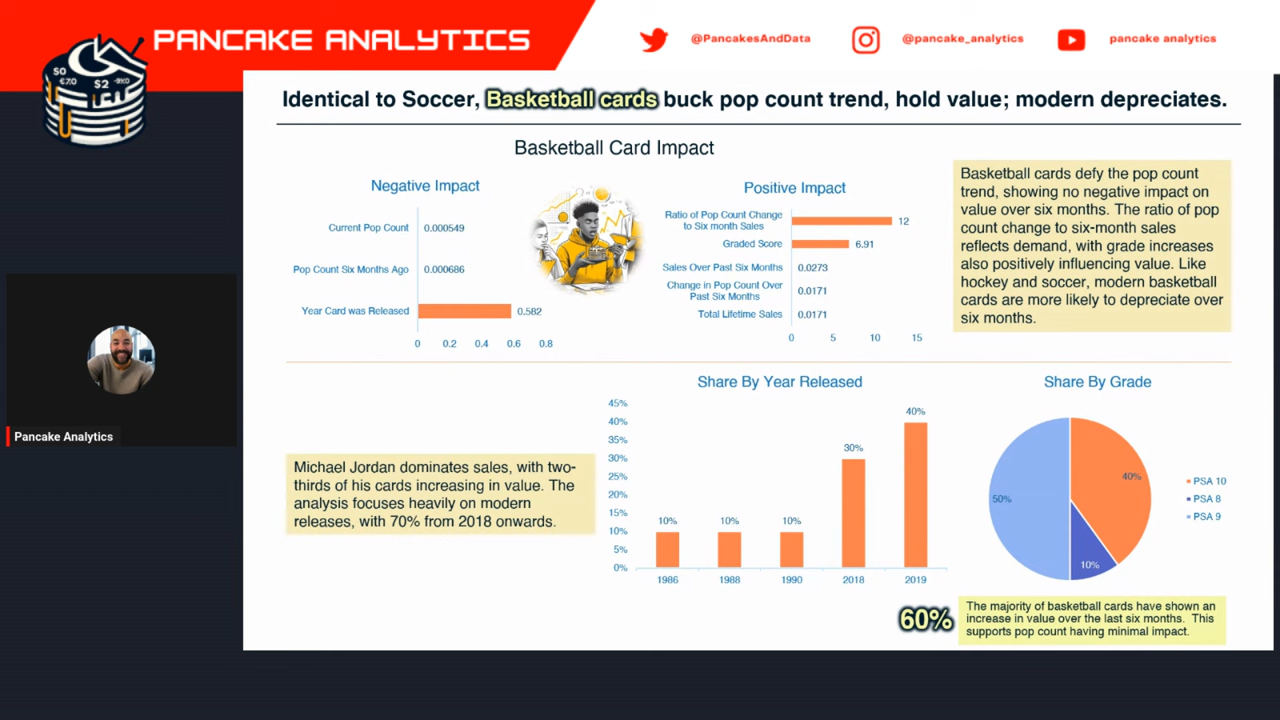 PANCAKE ANALYTICS
@PancakesAndData
@pancake_analytics
pancake analytics
Identical to Soccer, Basketball cards buck pop count trend, hold value; modern depreciates.
Basketball Card Impact
Negative Impact
Current Pop Count
0.000549
Pop Count Six Months Ago
0.000686
Year Card was Released
0.582
0 0.2 0.4 0.6 0.8
Positive Impact
Ratio of Pop Count Change
to Six month Sales
12
Graded Score
6.91
Sales Over Past Six Months
0.0273
Change in Pop Count Over
Past Six Months
0.0171
Total Lifetime Sales
0.0171
0 5 10 15
Basketball cards defy the pop count
trend, showing no negative impact on
value over six months. The ratio of pop
count change to six-month sales
reflects demand, with grade increases
also positively influencing value. Like
hockey and soccer, modern basketball
cards are more likely to depreciate over
six months.
Pancake Analytics
Michael Jordan dominates sales, with two-
thirds of his cards increasing in value. The
analysis focuses heavily on modern
releases, with 70% from 2018 onwards.
Share By Year Released
45%
40%
35%
30%
25%
20%
15%
10%
5%
0%
10% 10% 10% 30% 40%
1986 1988 1990 2018 2019
Share By Grade
40%
10%
50%
PSA 10
PSA 8
PSA 9
60%
The majority of basketball cards have shown an
increase in value over the last six months. This
supports pop count having minimal impact.